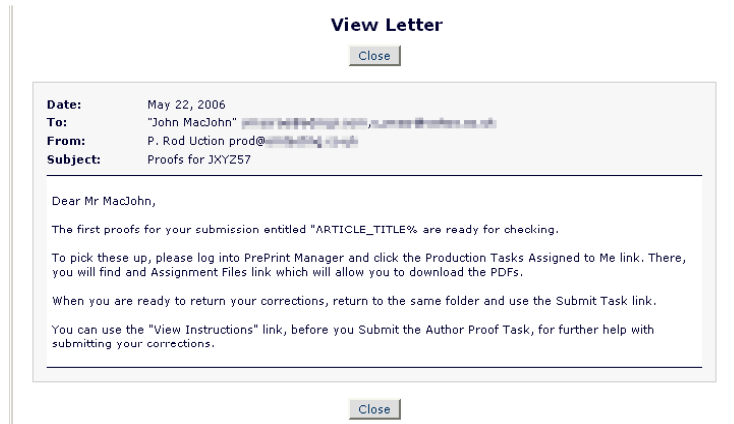 View Letter
Close
Date: May 22, 2006
To: "John MacJohn"
From: P. Rod Uction prod@
Subject: Proofs for JXYZ57
Dear Mr MacJohn,
The first proofs for your submission entitled "ARTICLE_TITLE% are ready for checking.
To pick these up, please log into PrePrint Manager and click the Production Tasks Assigned to Me link. There,
you will find and Assignment Files link which will allow you to download the PDFs.
When you are ready to return your corrections, return to the same folder and use the Submit Task link.
You can use the "View Instructions" link, before you Submit the Author Proof Task, for further help with
submitting your corrections.
Close